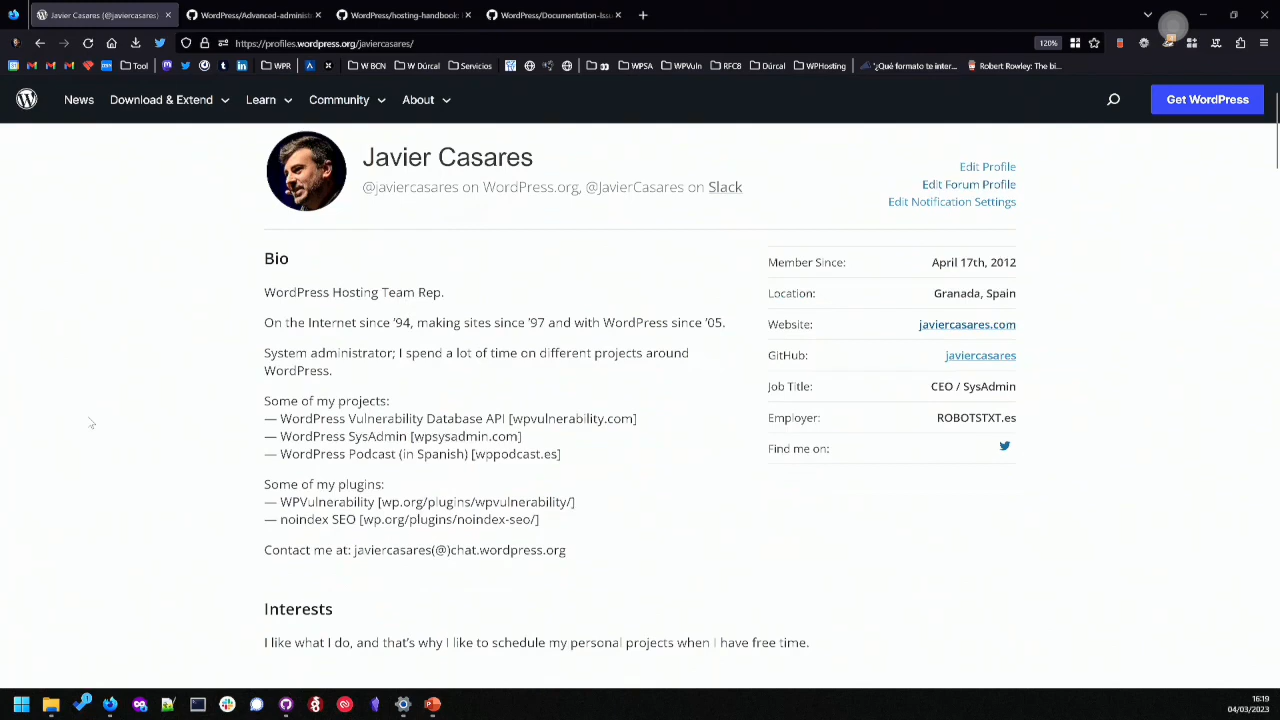 Javier Casares (@javiercasares)
WordPress/Advanced-administra
WordPress/hosting-handbook:
WordPress/Documentation-Issu
https://profiles.wordpress.org/javiercasares/
120%
Tool
WPR
W BCN
W Dúrcal
Servicios
WPSA
WPVuln
RFC8
Dúrcal
WPHosting
"¿Qué formato te inter...
Robert Rowley: The bi...
News
Download & Extend
Learn
Community
About
Get WordPress
Javier Casares
@javiercasares on WordPress.org, @JavierCasares on Slack
Edit Profile
Edit Forum Profile
Edit Notification Settings
Bio
WordPress Hosting Team Rep.
On the Internet since ’94, making sites since ’97 and with WordPress since ’05.
System administrator; I spend a lot of time on different projects around
WordPress.
Some of my projects:
— WordPress Vulnerability Database API [wpvulnerability.com]
— WordPress SysAdmin [wpsysadmin.com]
— WordPress Podcast (in Spanish) [wppodcast.es]
Some of my plugins:
— WPVulnerability [wp.org/plugins/wpvulnerability/]
— noindex SEO [wp.org/plugins/noindex-seo/]
Contact me at: javiercasares(@)chat.wordpress.org
Member Since: April 17th, 2012
Location: Granada, Spain
Website: javiercasares.com
GitHub: javiercasares
Job Title: CEO / SysAdmin
Employer: ROBOTSTXT.es
Find me on:
Interests
I like what I do, and that’s why I like to schedule my personal projects when I have free time.
16:19
04/03/2023